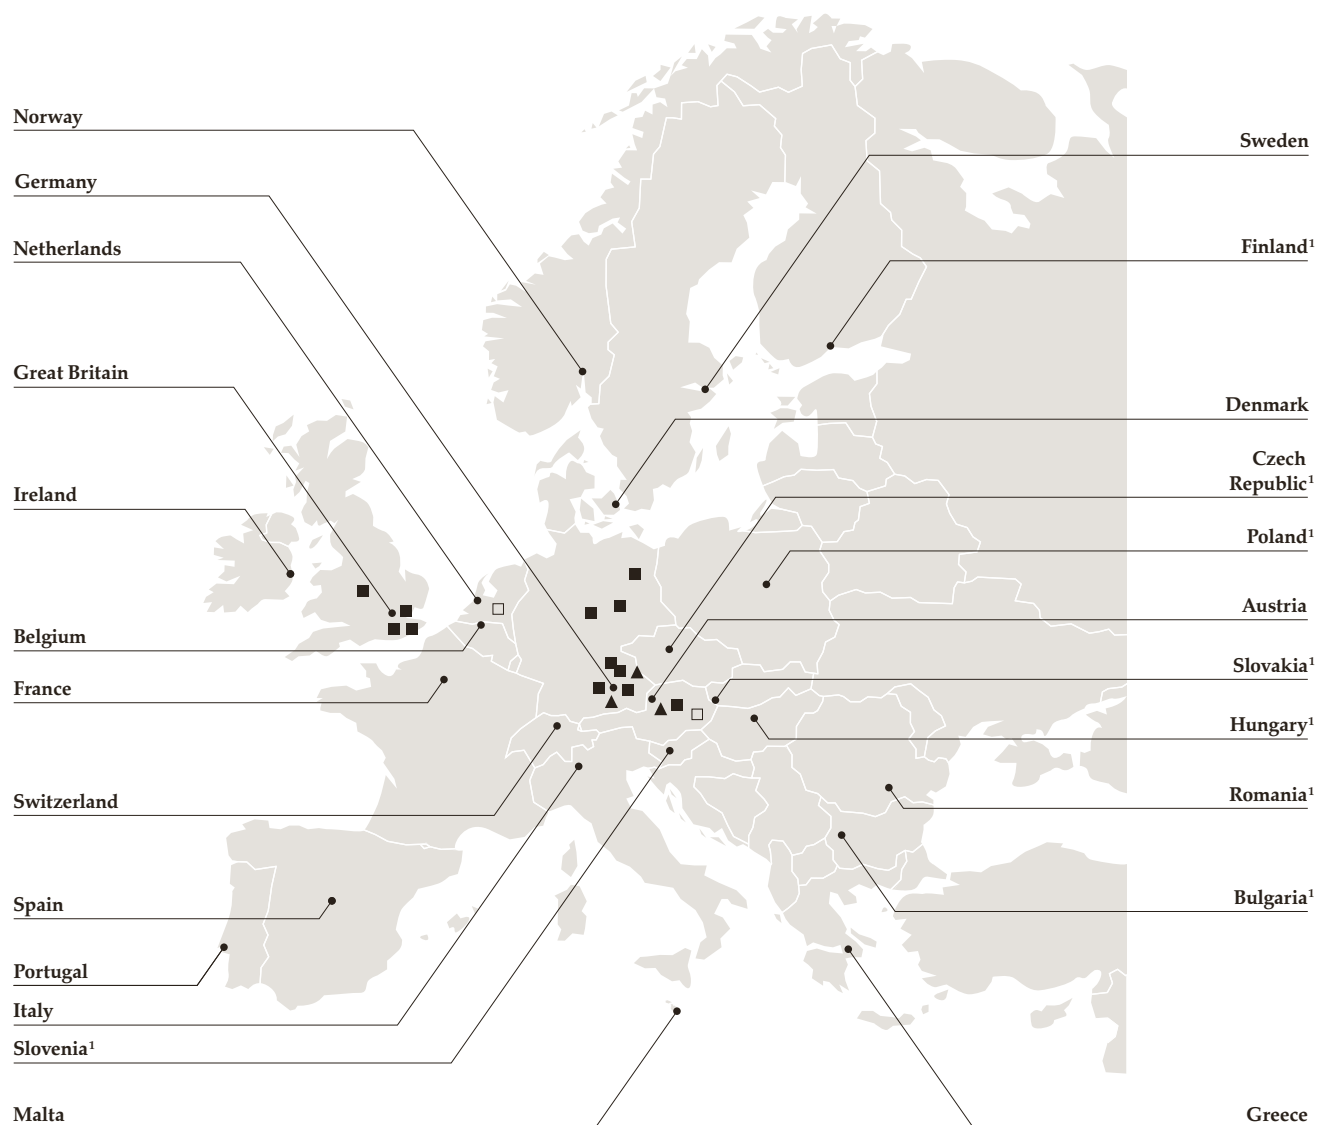 Norway
Germany
Netherlands
Great Britain
Ireland
Belgium
France
Switzerland
Spain
Portugal
Italy
Slovenia¹
Malta
Sweden
Finland¹
Denmark
Czech
Republic¹
Poland¹
Austria
Slovakia¹
Hungary¹
Romania¹
Bulgaria¹
Greece